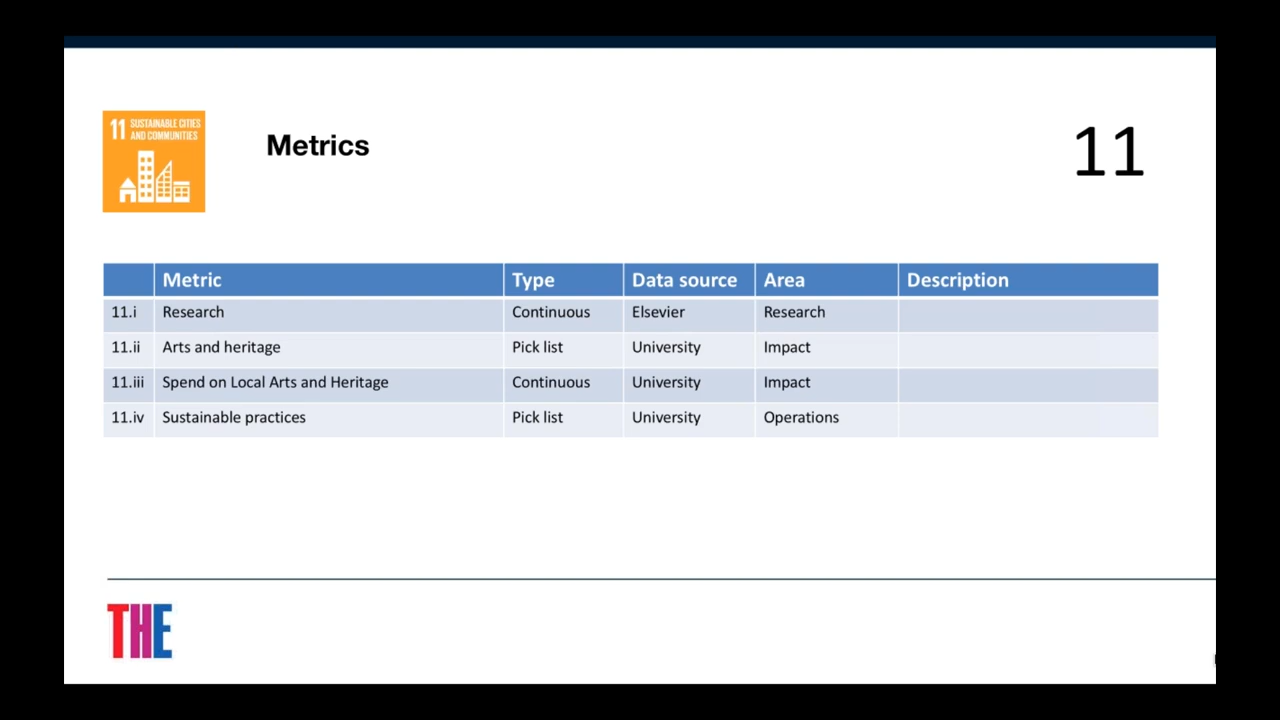 11 SUSTAINABLE CITIES
AND COMMUNITIES
Metrics
11
Metric Type Data source Area Description
11.i Research Continuous Elsevier Research
11.ii Arts and heritage Pick list University Impact
11.iii Spend on Local Arts and Heritage Continuous University Impact
11.iv Sustainable practices Pick list University Operations
THE